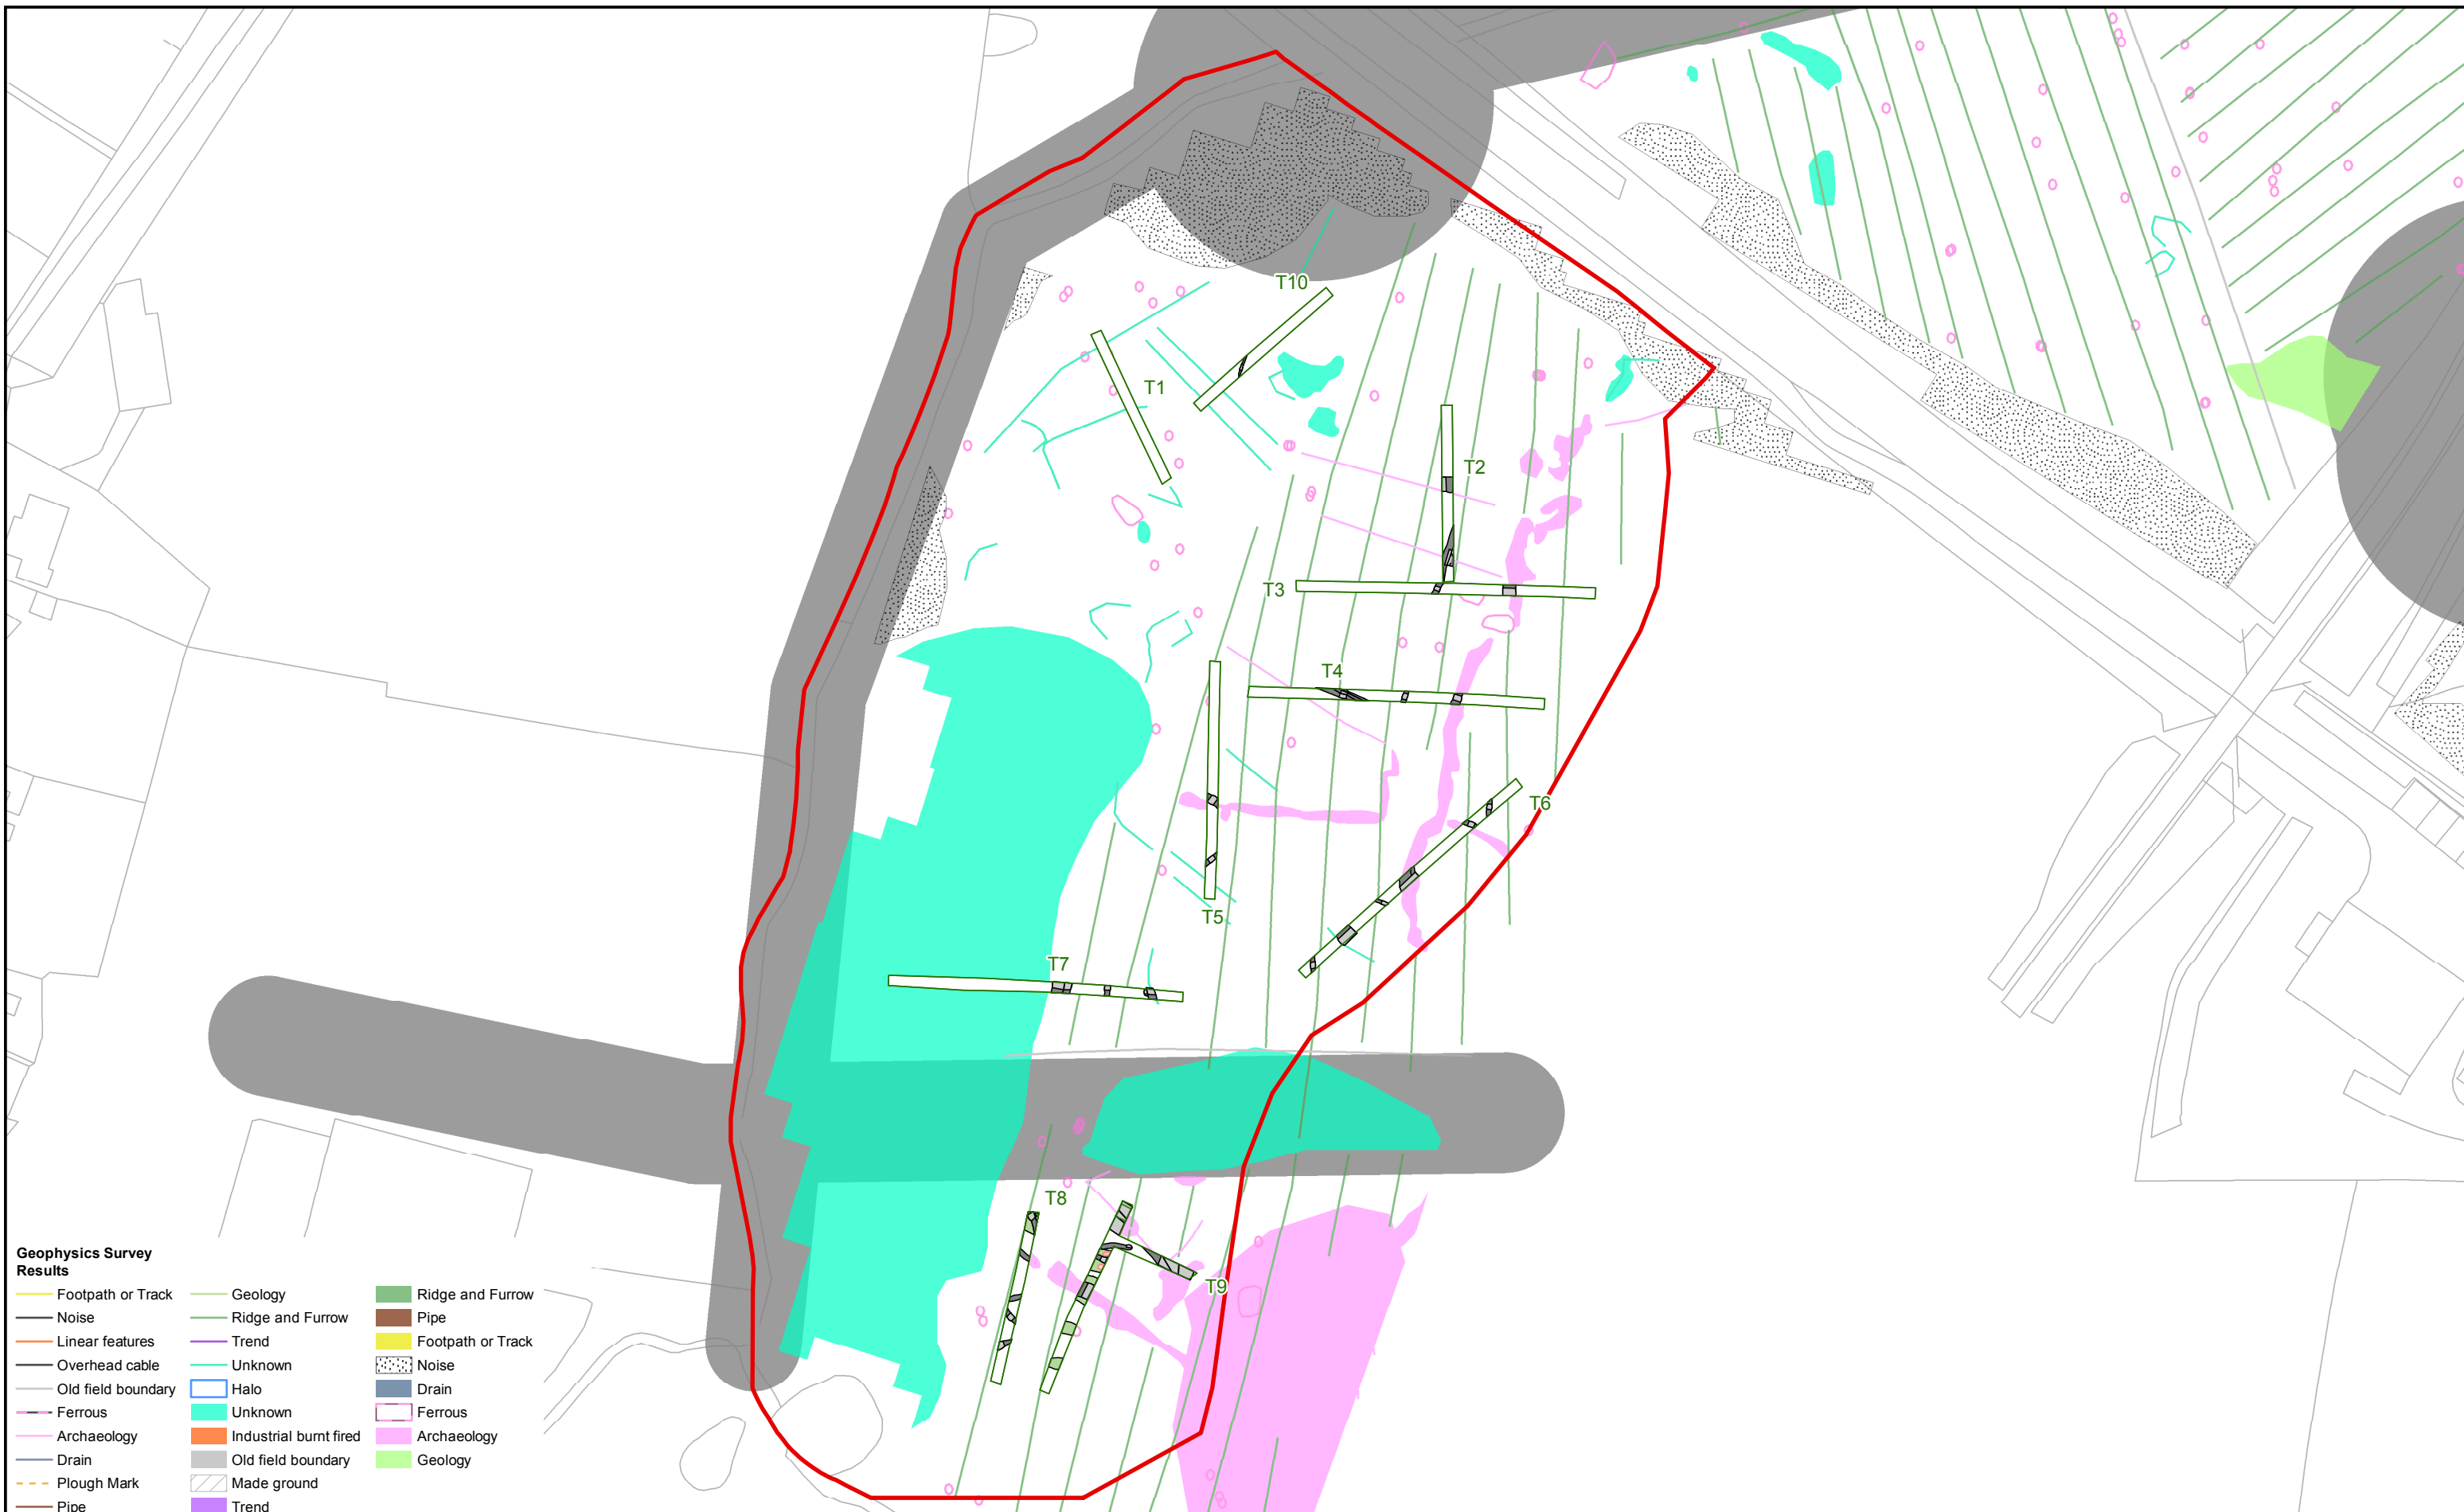 T10
T1
T2
T3
T4
T6
T5
T7
T8
T9
Geophysics Survey
Results
Footpath or Track
Noise
Linear features
Overhead cable
Old field boundary
Ferrous
Archaeology
Drain
Plough Mark
Pipe
Geology
Ridge and Furrow
Trend
Unknown
Halo
Unknown
Industrial burnt fired
Old field boundary
Made ground
Trend
Ridge and Furrow
Pipe
Footpath or Track
Noise
Drain
Ferrous
Archaeology
Geology